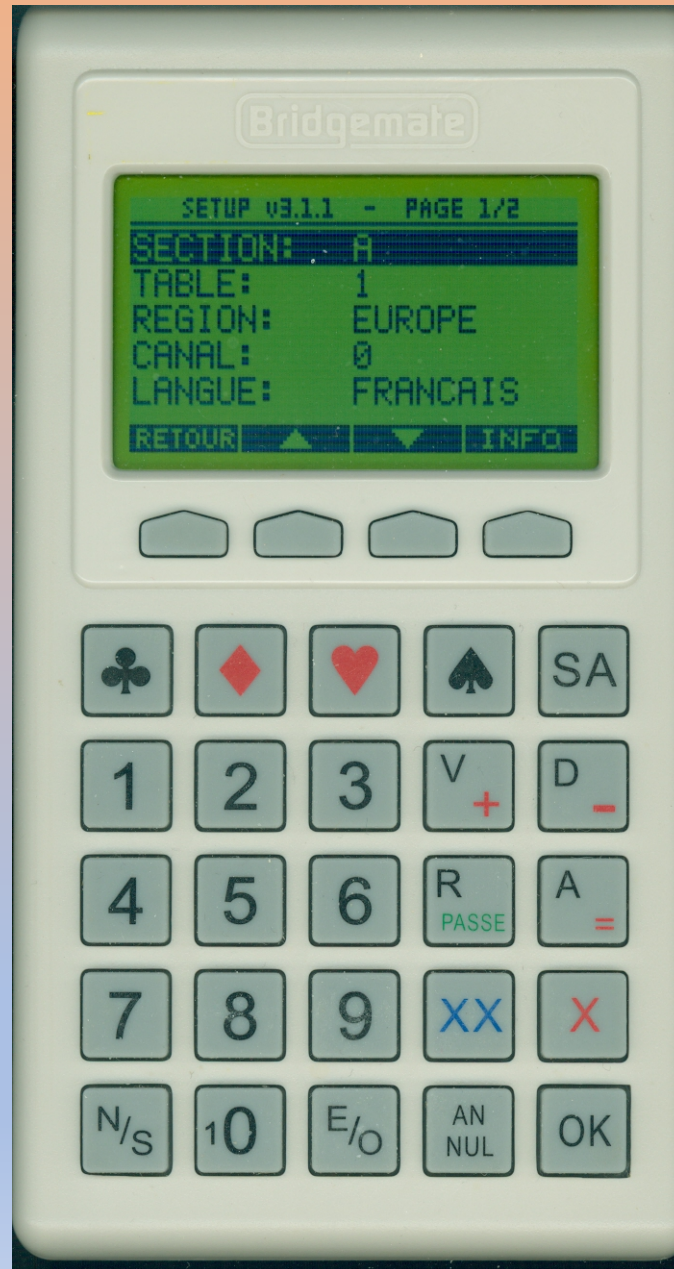 Bridgemate
SETUP v3.1.1 - PAGE 1/2
SECTION: A
TABLE: 1
REGION: EUROPE
CANAL: 0
LANGUE: FRANCAIS
RETOUR INFO
SA
1 2 3 V + D -
4 5 6 R PASSE A =
7 8 9 XX X
N/S 10 E/O AN NUL OK